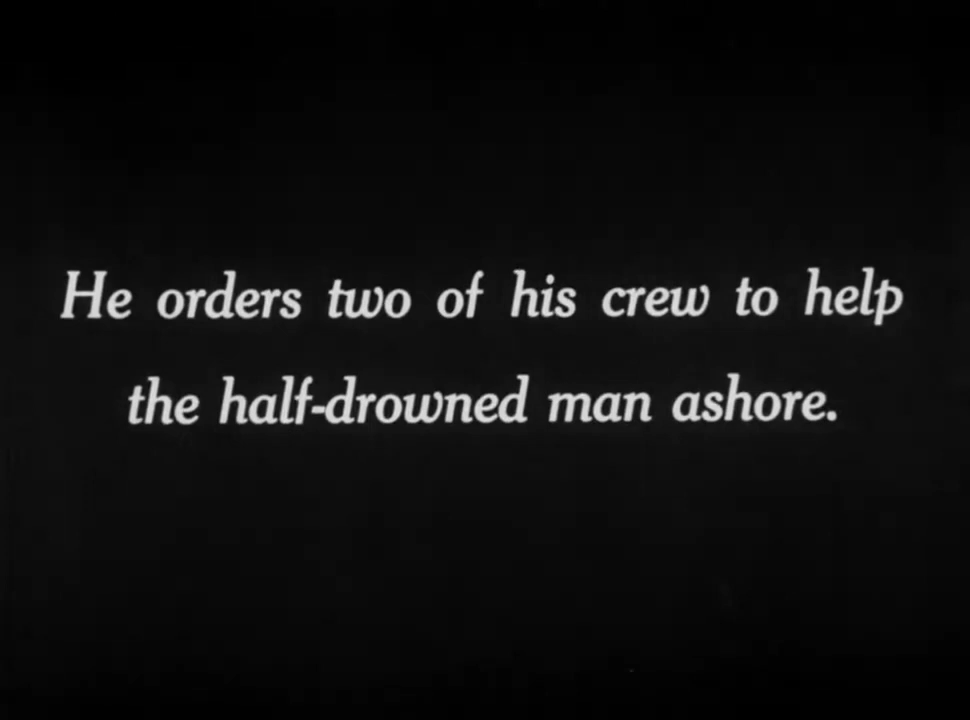 He orders two of his crew to help
the half-drowned man ashore.